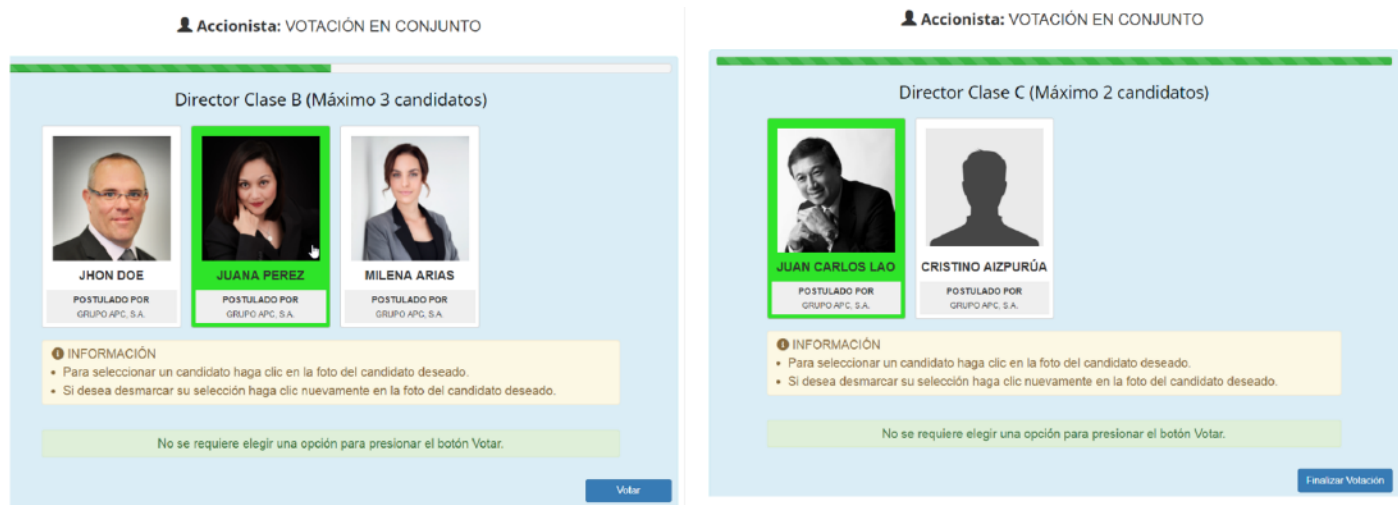 Accionista: VOTACIÓN EN CONJUNTO
Director Clase B (Máximo 3 candidatos)
JHON DOE
POSTULADO POR
GRUPO APC, S.A.
JUANA PEREZ
POSTULADO POR
GRUPO APC, S.A.
MILENA ARIAS
POSTULADO POR
GRUPO APC, S.A.
INFORMACIÓN
• Para seleccionar un candidato haga clic en la foto del candidato deseado.
• Si desea desmarcar su selección haga clic nuevamente en la foto del candidato deseado.
No se requiere elegir una opción para presionar el botón Votar.
Votar
Accionista: VOTACIÓN EN CONJUNTO
Director Clase C (Máximo 2 candidatos)
JUAN CARLOS LAO
POSTULADO POR
GRUPO APC, S.A.
CRISTINO AIZPURÚA
POSTULADO POR
GRUPO APC, S.A.
INFORMACIÓN
• Para seleccionar un candidato haga clic en la foto del candidato deseado.
• Si desea desmarcar su selección haga clic nuevamente en la foto del candidato deseado.
No se requiere elegir una opción para presionar el botón Votar.
Finalizar Votación